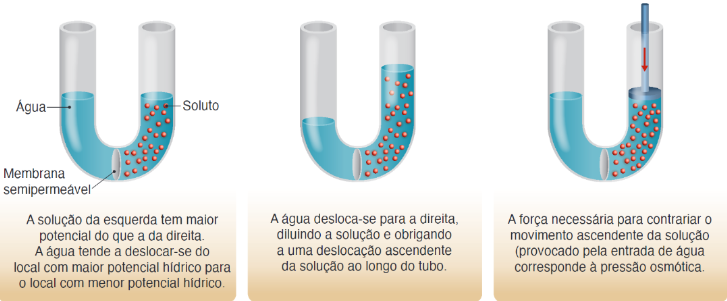 Água
Soluto
Membrana
semipermeável
A solução da esquerda tem maior
potencial do que a da direita.
A água tende a deslocar-se do
local com maior potencial hídrico para
o local com menor potencial hídrico.
A água desloca-se para a direita,
diluindo a solução e obrigando
a uma deslocação ascendente
da solução ao longo do tubo.
A força necessária para contrariar o
movimento ascendente da solução
(provocado pela entrada de água
corresponde à pressão osmótica.